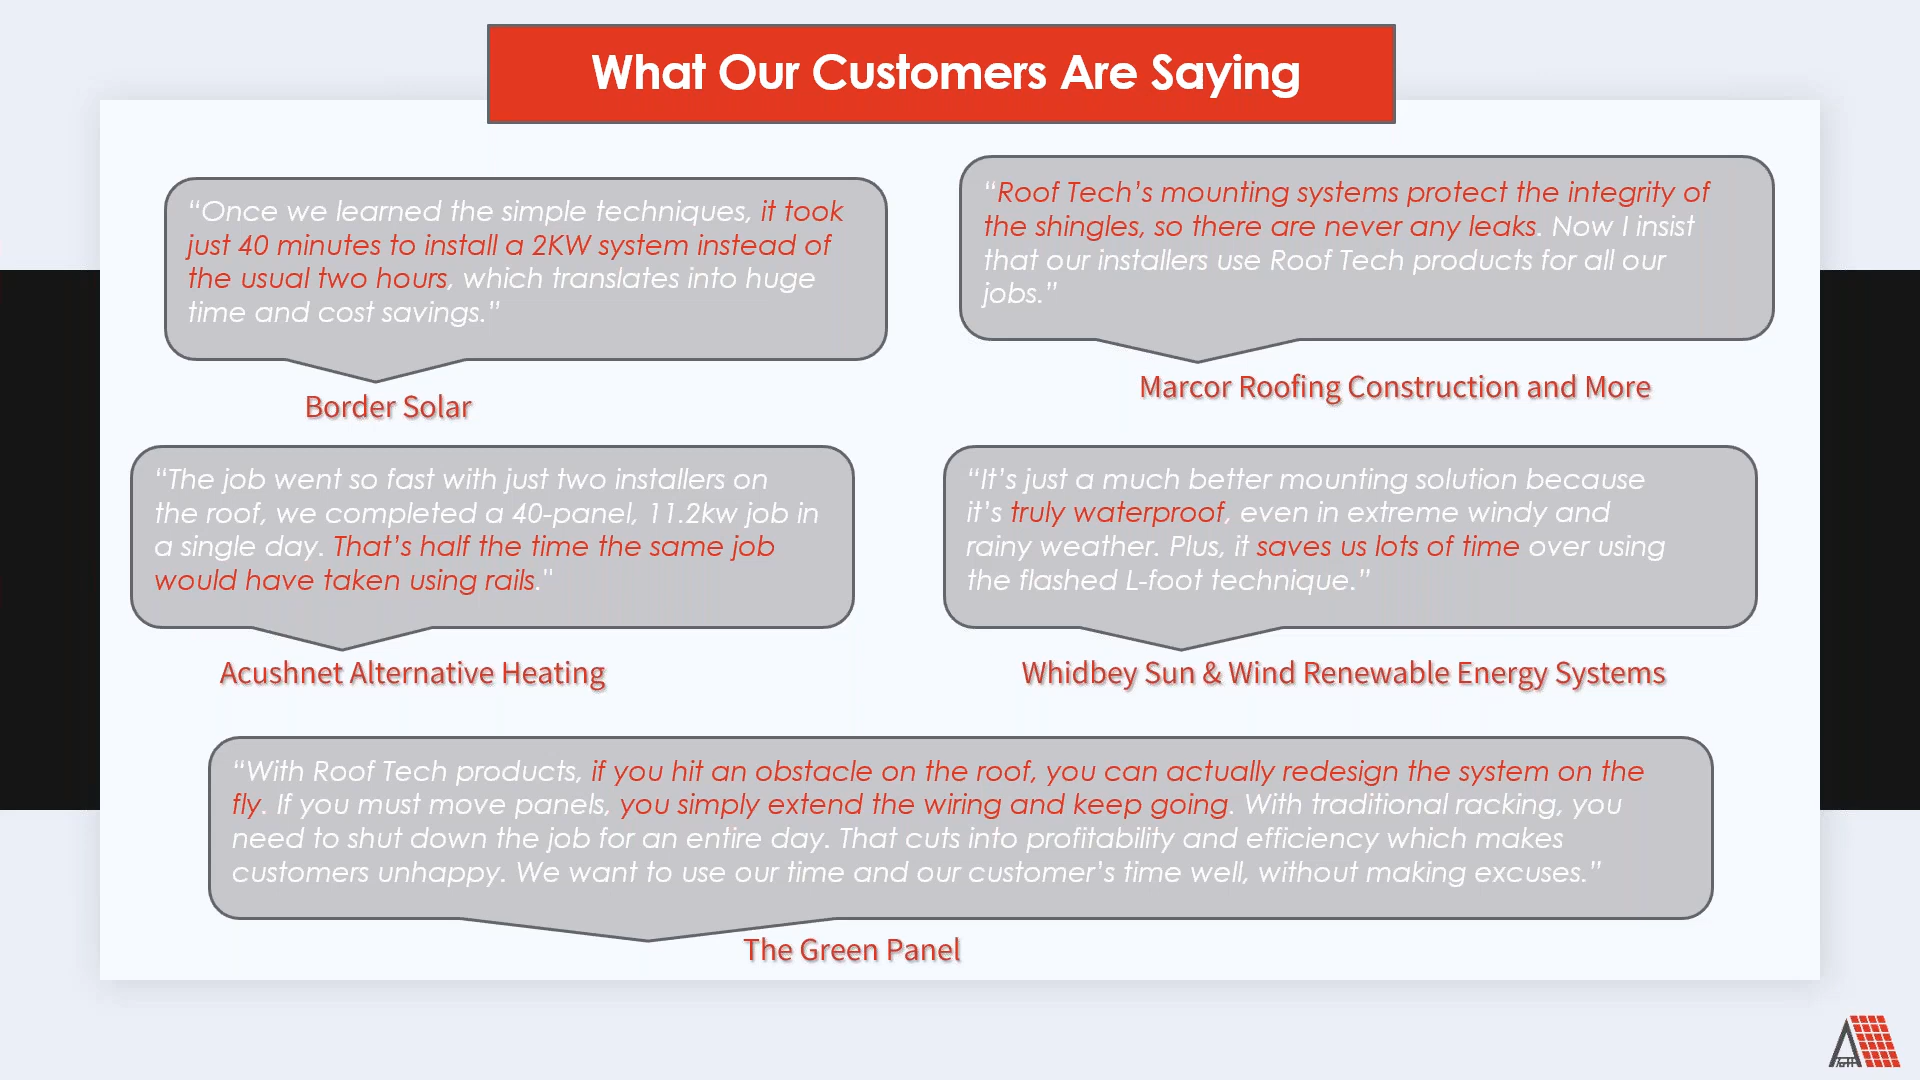 What Our Customers Are Saying
“Once we learned the simple techniques, it took
just 40 minutes to install a 2KW system instead of
the usual two hours, which translates into huge
time and cost savings.”
Border Solar
“Roof Tech’s mounting systems protect the integrity of
the shingles, so there are never any leaks. Now I insist
that our installers use Roof Tech products for all our
jobs.”
Marcor Roofing Construction and More
“The job went so fast with just two installers on
the roof, we completed a 40-panel, 11.2kw job in
a single day. That’s half the time the same job
would have taken using rails."
Acushnet Alternative Heating
“It’s just a much better mounting solution because
it’s truly waterproof, even in extreme windy and
rainy weather. Plus, it saves us lots of time over using
the flashed L-foot technique.”
Whidbey Sun & Wind Renewable Energy Systems
“With Roof Tech products, if you hit an obstacle on the roof, you can actually redesign the system on the
fly. If you must move panels, you simply extend the wiring and keep going. With traditional racking, you
need to shut down the job for an entire day. That cuts into profitability and efficiency which makes
customers unhappy. We want to use our time and our customer’s time well, without making excuses.”
The Green Panel